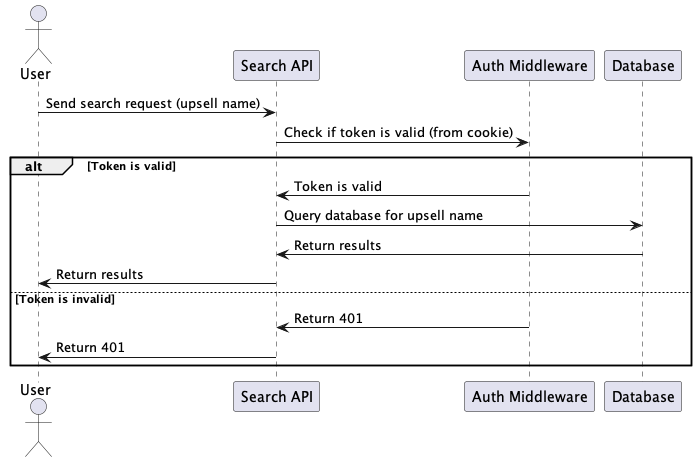 User
Search API
Auth Middleware
Database
Send search request (upsell name)
Check if token is valid (from cookie)
alt
[Token is valid]
Token is valid
Query database for upsell name
Return results
Return results
[Token is invalid]
Return 401
Return 401
User
Search API
Auth Middleware
Database